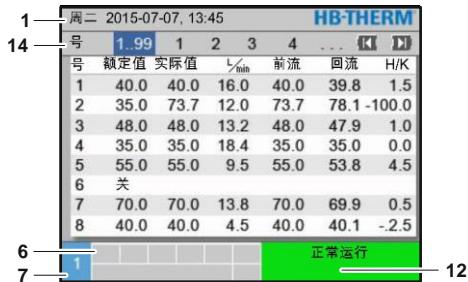 1 周二 2015-07-07, 13:45 HB-THERM
14 号 1..99 1 2 3 4 ...
号 额定值 实际值 L/min 前流 回流 H/K
1 40.0 40.0 16.0 40.0 39.8 1.5
2 35.0 73.7 12.0 73.7 78.1 -100.0
3 48.0 48.0 13.2 48.0 47.9 1.0
4 35.0 35.0 18.4 35.0 35.0 0.0
5 55.0 55.0 9.5 55.0 53.8 4.5
6 关
7 70.0 70.0 13.8 70.0 69.9 0.5
8 40.0 40.0 4.5 40.0 40.1 -.2.5
6 正常运行
7 1 12